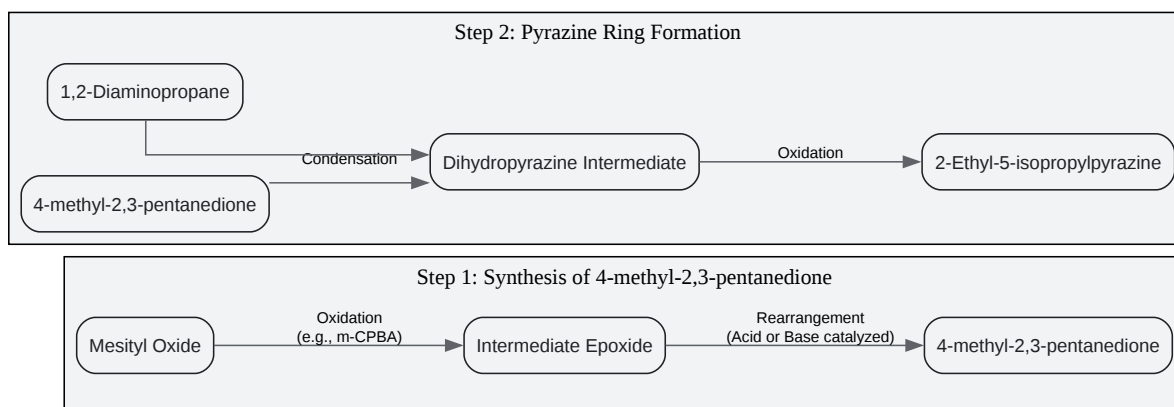 Step 2: Pyrazine Ring Formation
1,2-Diaminopropane
Condensation
4-methyl-2,3-pentanedione
Dihydropyrazine Intermediate
Oxidation
2-Ethyl-5-isopropylpyrazine
Step 1: Synthesis of 4-methyl-2,3-pentanedione
Mesityl Oxide
Oxidation
(e.g., m-CPBA)
Intermediate Epoxide
Rearrangement
(Acid or Base catalyzed)
4-methyl-2,3-pentanedione